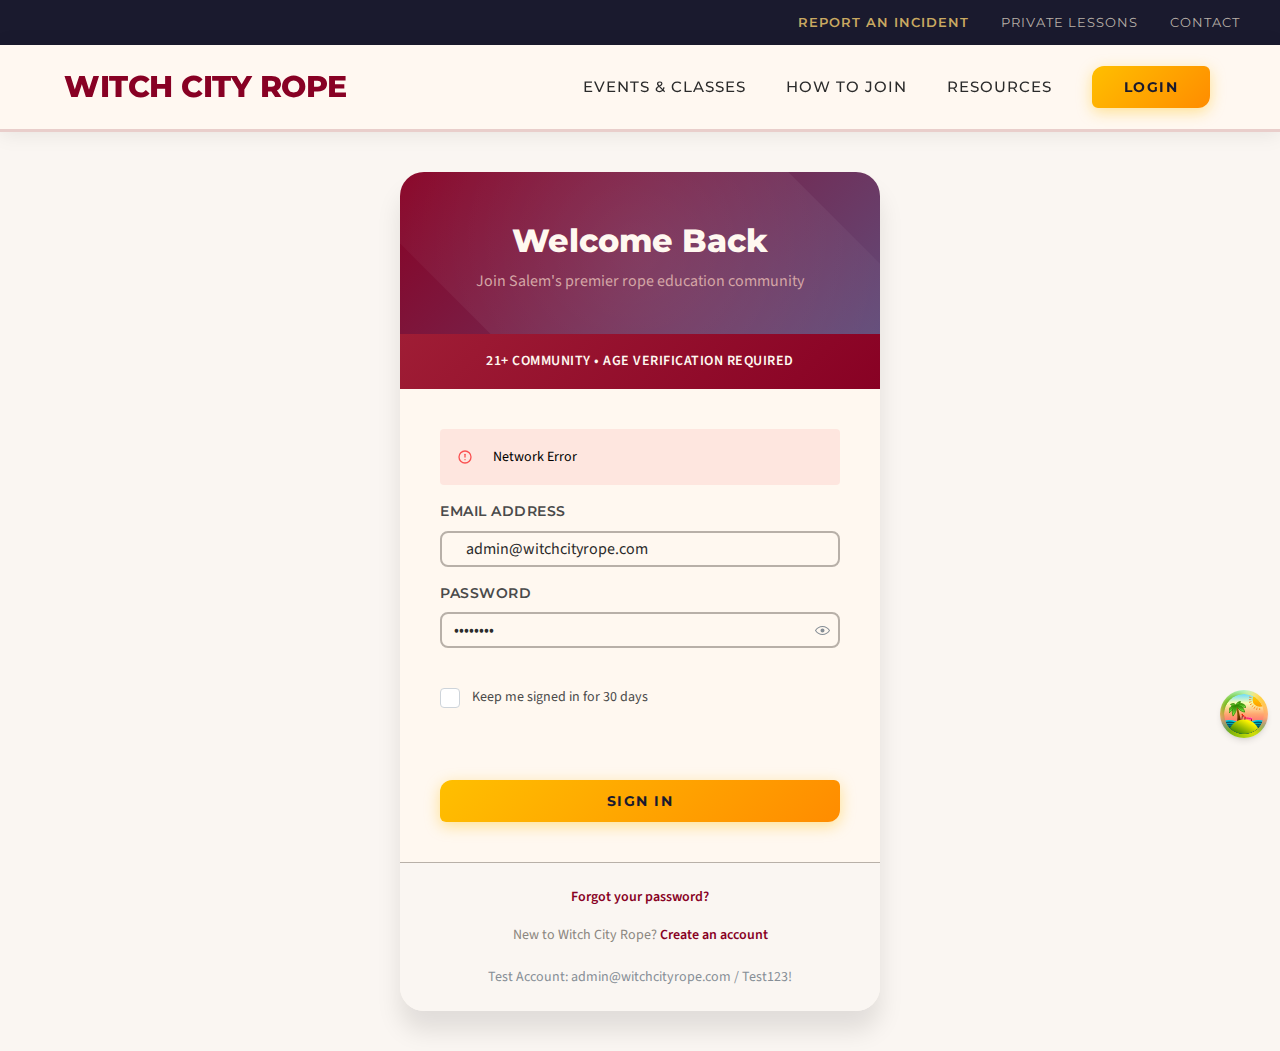 REPORT AN INCIDENT PRIVATE LESSONS CONTACT
WITCH CITY ROPE EVENTS & CLASSES HOW TO JOIN RESOURCES LOGIN
Welcome Back
Join Salem's premier rope education community
21+ COMMUNITY • AGE VERIFICATION REQUIRED
Network Error
EMAIL ADDRESS
admin@witchcityrope.com
PASSWORD
••••••••
Keep me signed in for 30 days
SIGN IN
Forgot your password?
New to Witch City Rope? Create an account
Test Account: admin@witchcityrope.com / Test123!